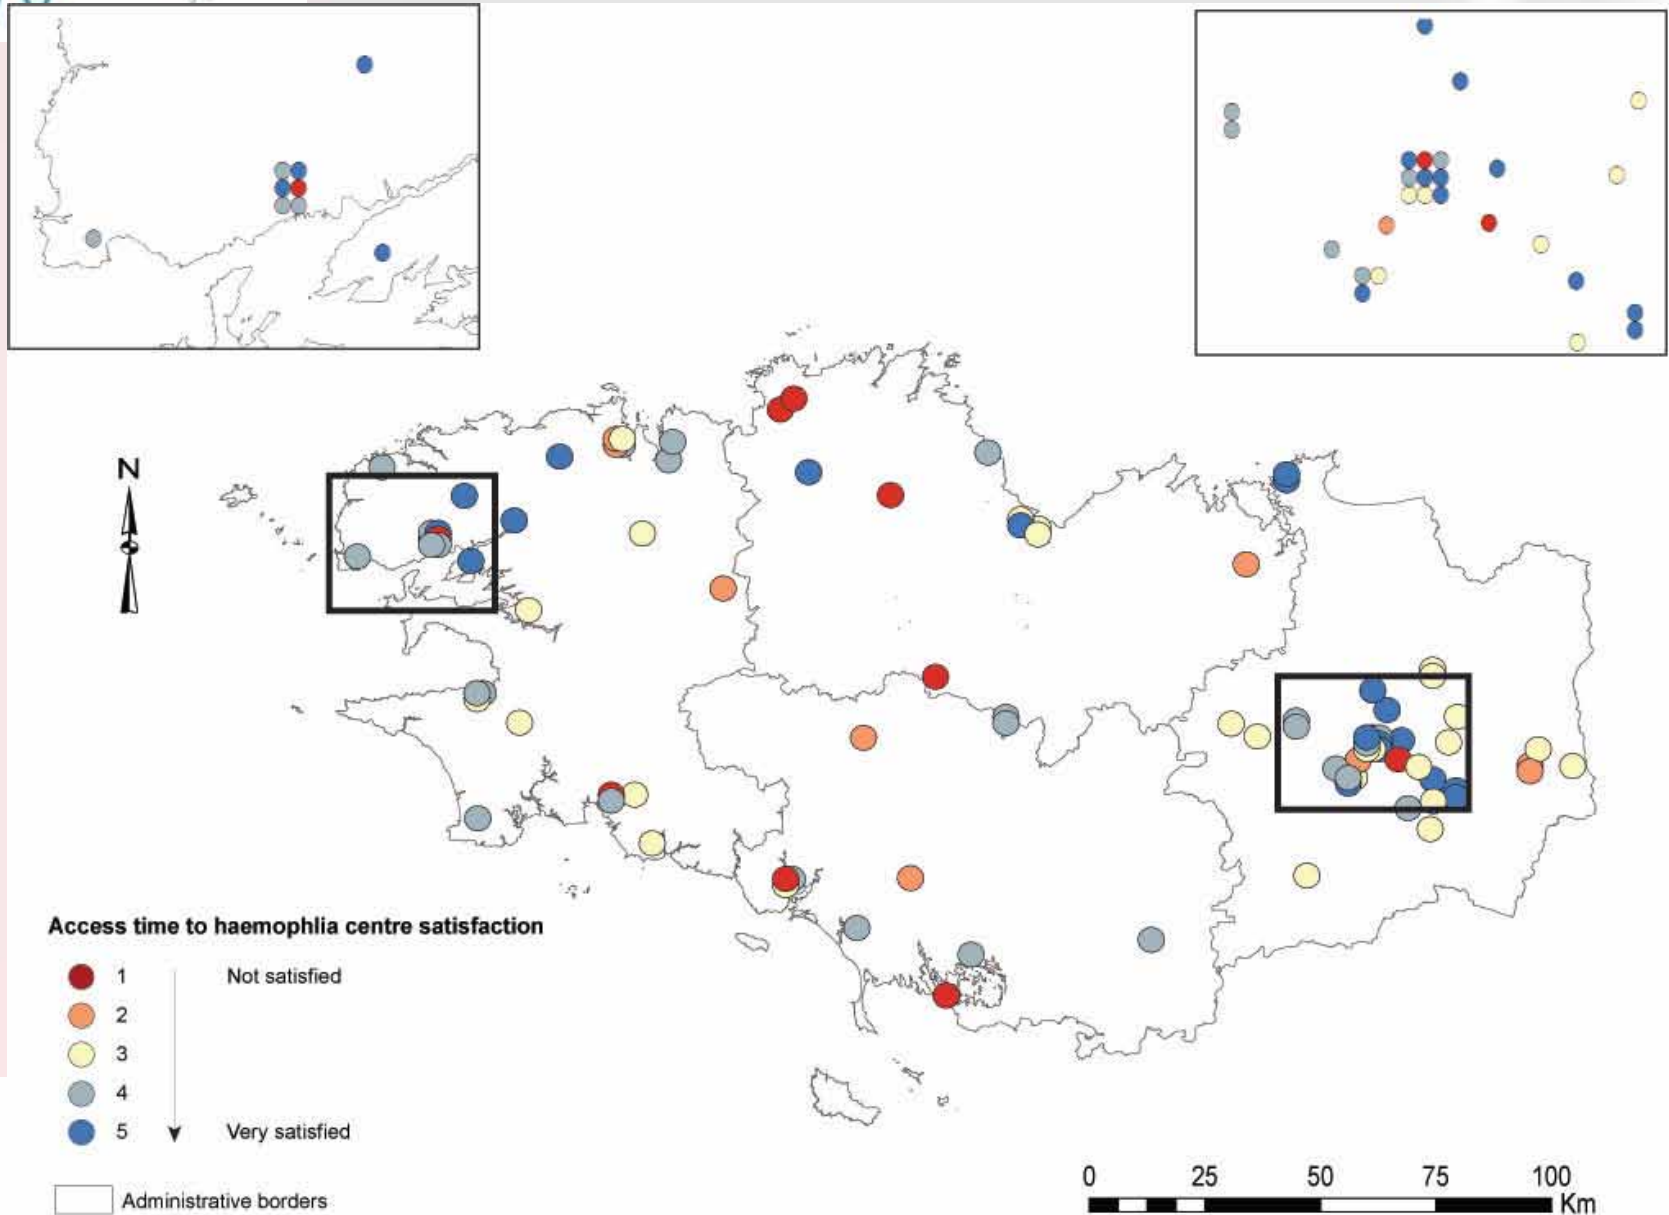 N
Access time to haemophlia centre satisfaction
1 Not satisfied
2
3
4
5 Very satisfied
Administrative borders
0 25 50 75 100
Km